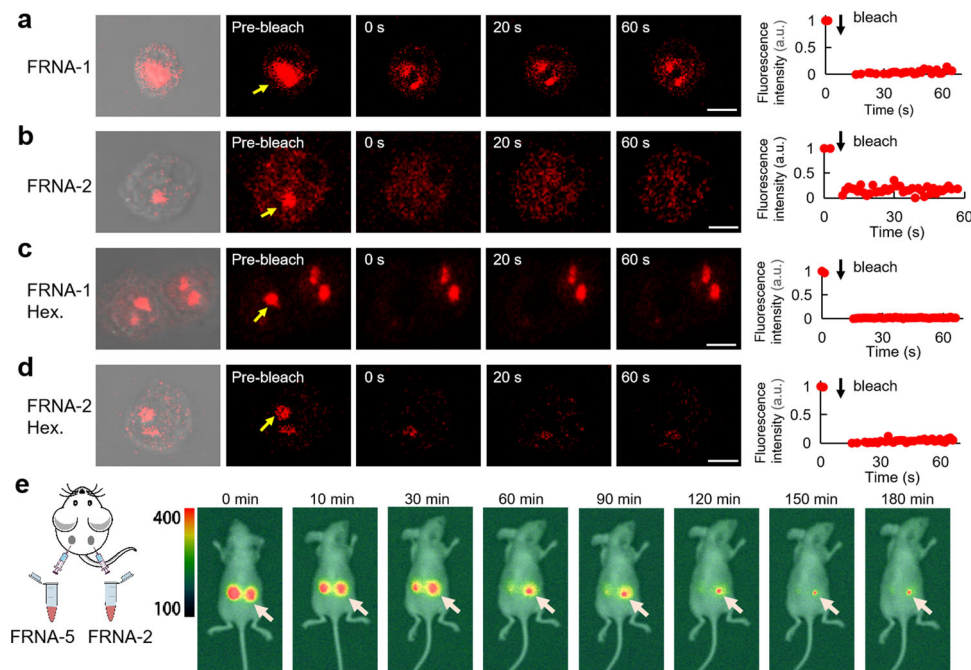 a
FRNA-1
Pre-bleach
0 s
20 s
60 s
Fluorescence
intensity (a.u.)
1
0.5
0
bleach
0
30
60
Time (s)
b
FRNA-2
Pre-bleach
0 s
20 s
60 s
Fluorescence
intensity (a.u.)
1
0.5
0
bleach
0
30
60
Time (s)
c
FRNA-1
Hex.
Pre-bleach
0 s
20 s
60 s
Fluorescence
intensity (a.u.)
1
0.5
0
bleach
0
30
60
Time (s)
d
FRNA-2
Hex.
Pre-bleach
0 s
20 s
60 s
Fluorescence
intensity (a.u.)
1
0.5
0
bleach
0
30
60
Time (s)
e
FRNA-5 FRNA-2
400
100
0 min 10 min 30 min 60 min 90 min 120 min 150 min 180 min